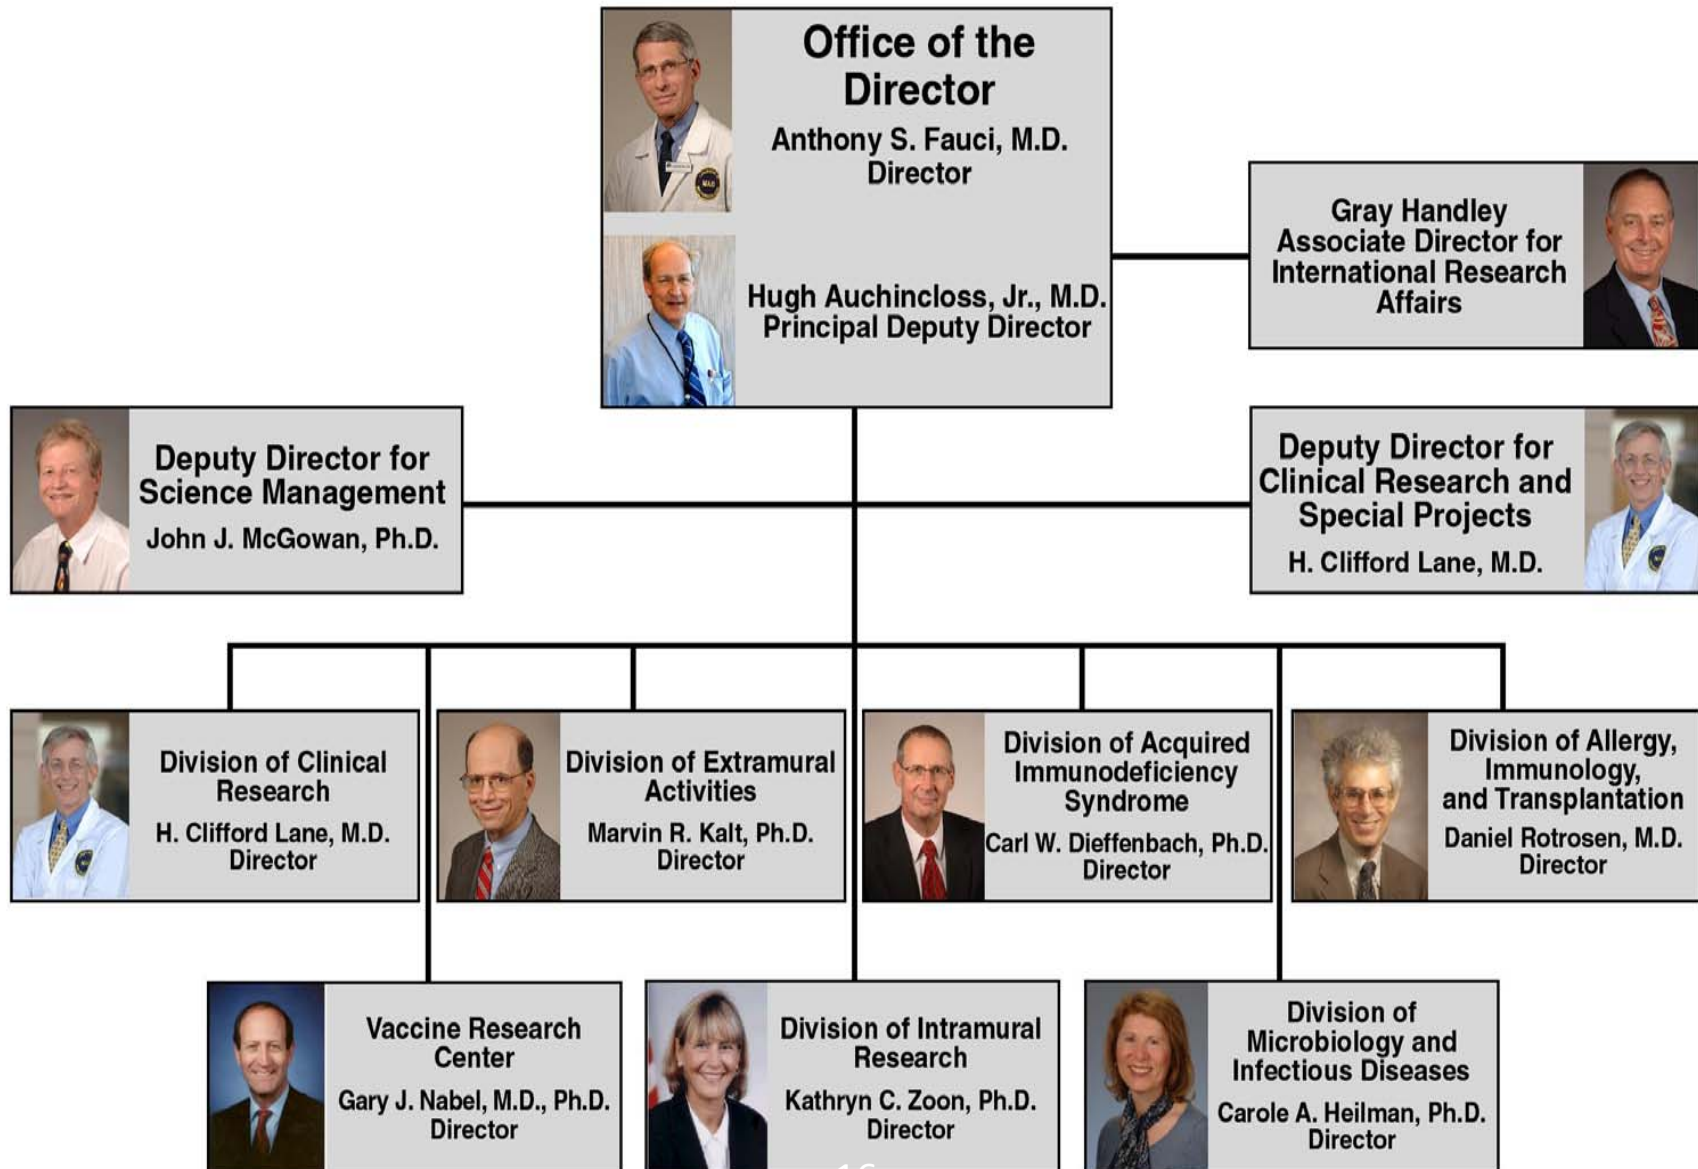 Office of the
Director
Anthony S. Fauci, M.D.
Director
Hugh Auchincloss, Jr., M.D.
Principal Deputy Director
Gray Handley
Associate Director for
International Research
Affairs
Deputy Director for
Science Management
John J. McGowan, Ph.D.
Deputy Director for
Clinical Research and
Special Projects
H. Clifford Lane, M.D.
Division of Clinical
Research
H. Clifford Lane, M.D.
Director
Division of Extramural
Activities
Marvin R. Kalt, Ph.D.
Director
Division of Acquired
Immunodeficiency
Syndrome
Carl W. Dieffenbach, Ph.D.
Director
Division of Allergy,
Immunology,
and Transplantation
Daniel Rotrosen, M.D.
Director
Vaccine Research
Center
Gary J. Nabel, M.D., Ph.D.
Director
Division of Intramural
Research
Kathryn C. Zoon, Ph.D.
Director
Division of
Microbiology and
Infectious Diseases
Carole A. Heilman, Ph.D.
Director
16